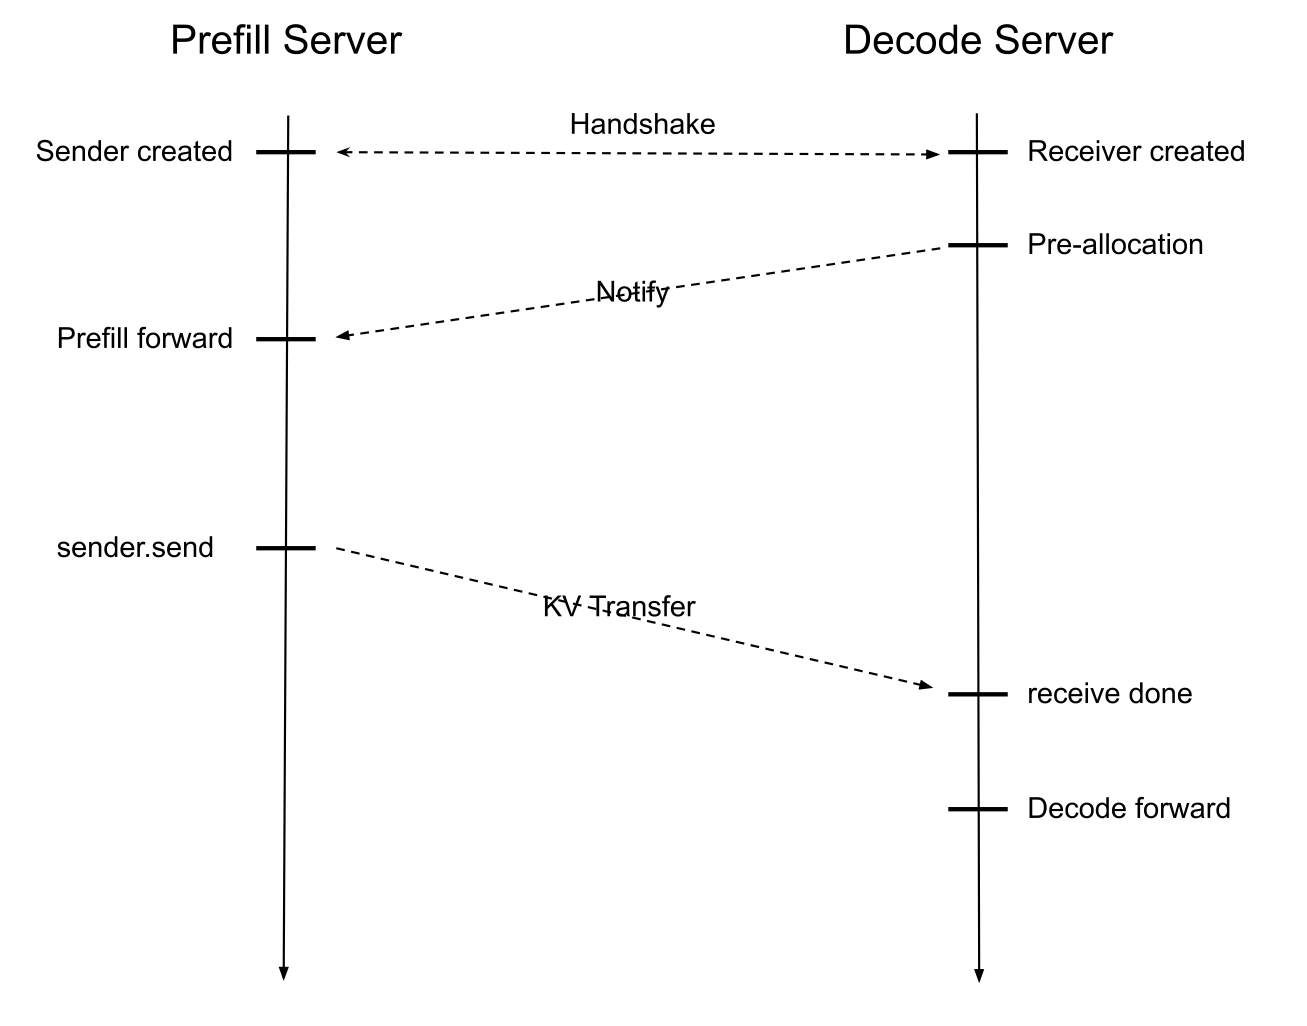 Prefill Server
Decode Server
Handshake
Sender created
Receiver created
Pre-allocation
Notify
Prefill forward
sender.send
KV Transfer
receive done
Decode forward